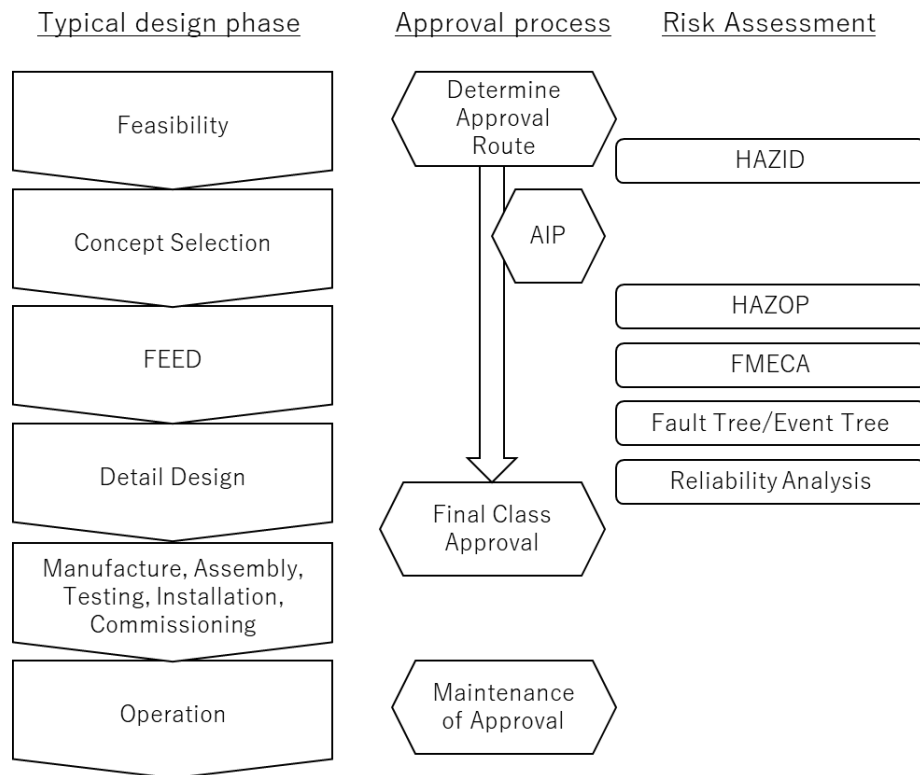 Typical design phase
Approval process
Risk Assessment
Feasibility
Concept Selection
FEED
Detail Design
Manufacture, Assembly,
Testing, Installation,
Commissioning
Operation
Determine
Approval
Route
AIP
Final Class
Approval
Maintenance
of Approval
HAZID
HAZOP
FMECA
Fault Tree/Event Tree
Reliability Analysis